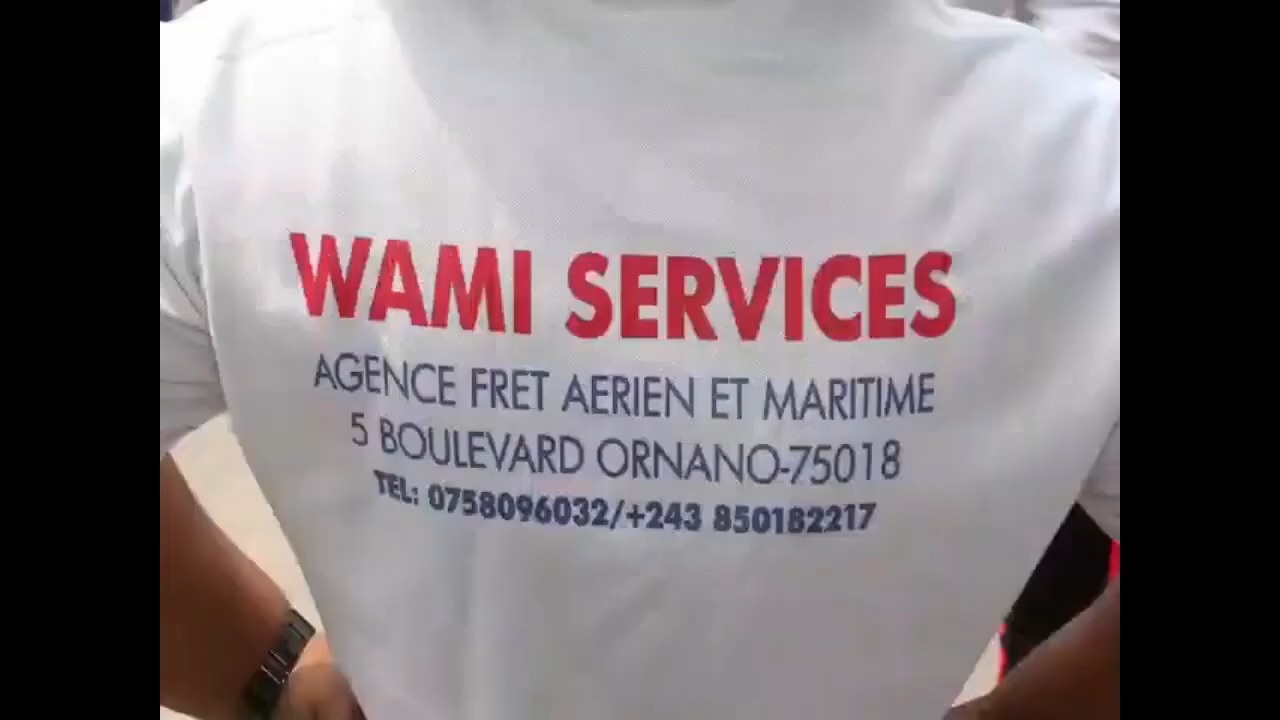 WAMI SERVICES
AGENCE FRET AERIEN ET MARITIME
5 BOULEVARD ORNANO-75018
TEL: 0758096032/+243 850182217